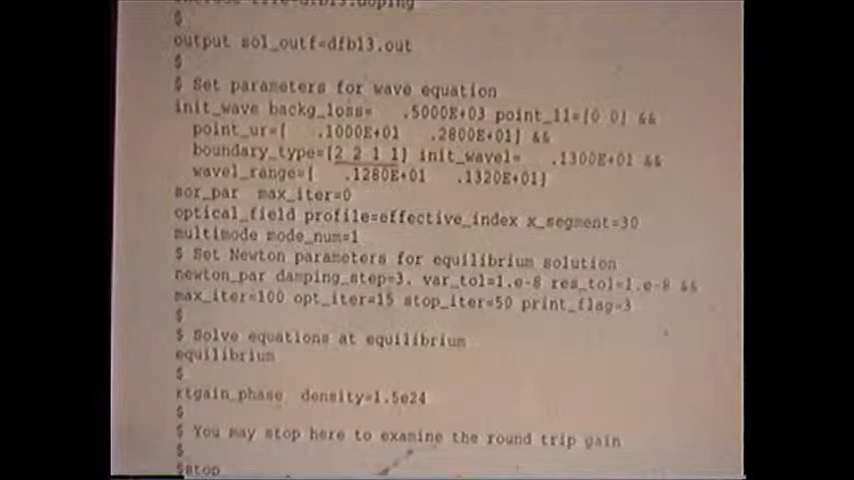 include file=dfb13.doping
$
output sol_outf=dfb13.out
$
$ Set parameters for wave equation
init_wave backg_loss= .5000E+03 point_ll=[0 0] &&
point_ur=[ .1000E+01 .2800E+01] &&
boundary_type=[2 2 1 1] init_wavel= .1300E+01 &&
wavel_range=[ .1280E+01 .1320E+01]
sor_par max_iter=0
optical_field profile=effective_index x_segment=30
multimode mode_num=1
$ Set Newton parameters for equilibrium solution
newton_par damping_step=3. var_tol=1.e-8 res_tol=1.e-8 &&
max_iter=100 opt_iter=15 stop_iter=50 print_flag=3
$
$ Solve equations at equilibrium
equilibrium
$
rtgain_phase density=1.5e24
$
$ You may stop here to examine the round trip gain
$
$stop